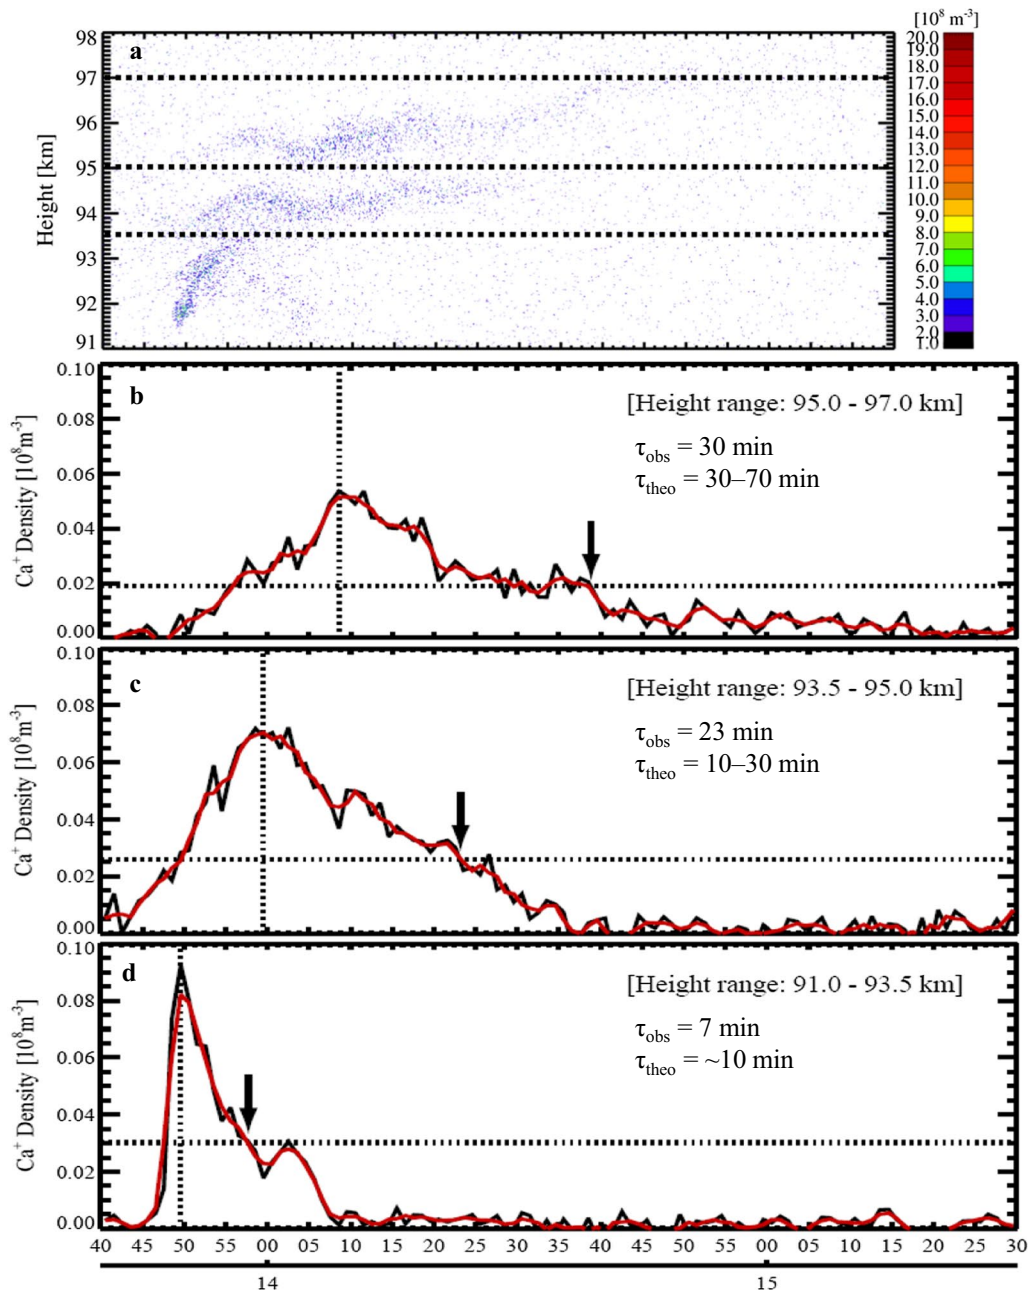 [10⁸ m⁻³]
a
98
97
96
95
94
93
92
91
Height [km]
20.0
19.0
18.0
17.0
16.0
15.0
14.0
13.0
12.0
11.0
10.0
9.0
8.0
7.0
6.0
5.0
4.0
3.0
2.0
1.0
b
0.10
0.08
0.06
0.04
0.02
0.00
Ca⁺ Density [10⁸m⁻³]
[Height range: 95.0 - 97.0 km]
τobs = 30 min
τtheo = 30–70 min
c
0.10
0.08
0.06
0.04
0.02
0.00
Ca⁺ Density [10⁸m⁻³]
[Height range: 93.5 - 95.0 km]
τobs = 23 min
τtheo = 10–30 min
d
0.10
0.08
0.06
0.04
0.02
0.00
Ca⁺ Density [10⁸m⁻³]
[Height range: 91.0 - 93.5 km]
τobs = 7 min
τtheo = ~10 min
40 45 50 55 00 05 10 15 20 25 30 35 40 45 50 55 00 05 10 15 20 25 30
14 15